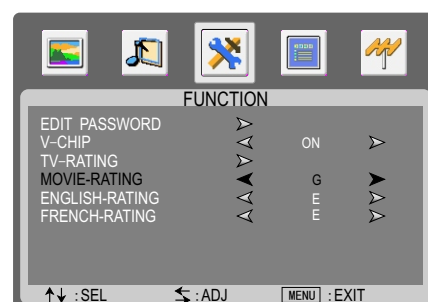 FUNCTION
EDIT PASSWORD
V-CHIP ON
TV-RATING
MOVIE-RATING G
ENGLISH-RATING E
FRENCH-RATING E
:SEL :ADJ MENU :EXIT